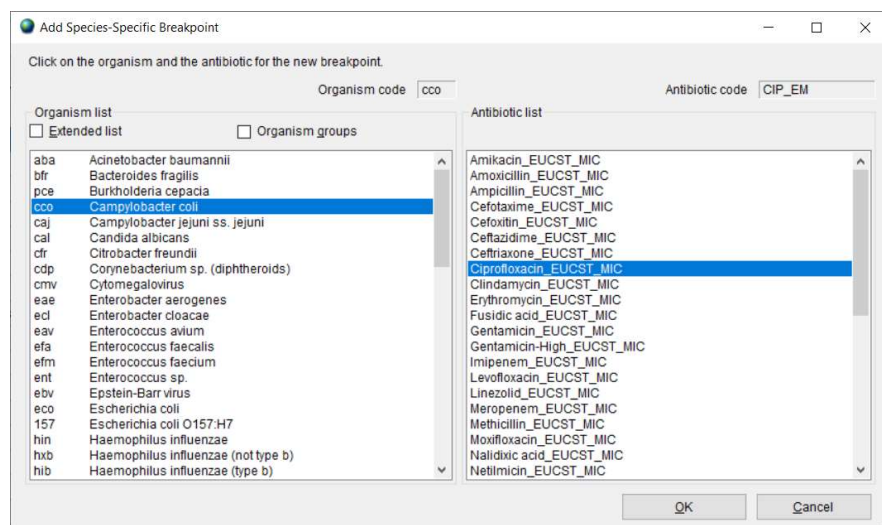 Add Species-Specific Breakpoint
Click on the organism and the antibiotic for the new breakpoint.
Organism code cco
Antibiotic code CIP_EM
Organism list
Extended list
Organism groups
aba Acinetobacter baumannii
bfr Bacteroides fragilis
pce Burkholderia cepacia
cco Campylobacter coli
caj Campylobacter jejuni ss. jejuni
cal Candida albicans
cfr Citrobacter freundii
cdp Corynebacterium sp. (diphtheroids)
cmv Cytomegalovirus
eae Enterobacter aerogenes
ecl Enterobacter cloacae
eav Enterococcus avium
efa Enterococcus faecalis
efm Enterococcus faecium
ent Enterococcus sp.
ebv Epstein-Barr virus
eco Escherichia coli
157 Escherichia coli O157:H7
hin Haemophilus influenzae
hxb Haemophilus influenzae (not type b)
hib Haemophilus influenzae (type b)
Antibiotic list
Amikacin_EUCST_MIC
Amoxicillin_EUCST_MIC
Ampicillin_EUCST_MIC
Cefotaxime_EUCST_MIC
Cefoxitin_EUCST_MIC
Ceftazidime_EUCST_MIC
Ceftriaxone_EUCST_MIC
Ciprofloxacin_EUCST_MIC
Clindamycin_EUCST_MIC
Erythromycin_EUCST_MIC
Fusidic acid_EUCST_MIC
Gentamicin_EUCST_MIC
Gentamicin-High_EUCST_MIC
Imipenem_EUCST_MIC
Levofloxacin_EUCST_MIC
Linezolid_EUCST_MIC
Meropenem_EUCST_MIC
Methicillin_EUCST_MIC
Moxifloxacin_EUCST_MIC
Nalidixic acid_EUCST_MIC
Netilmicin_EUCST_MIC
OK
Cancel